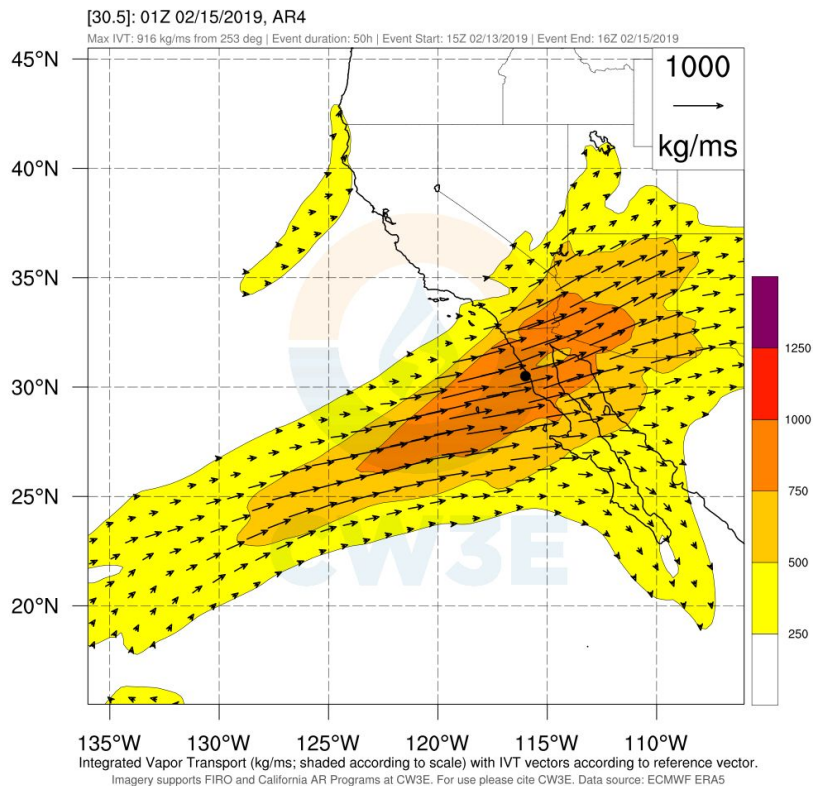 [30.5]: 01Z 02/15/2019, AR4
Max IVT: 916 kg/ms from 253 deg | Event duration: 50h | Event Start: 15Z 02/13/2019 | Event End: 16Z 02/15/2019
45°N
1000
kg/ms
40°N
35°N
1250
30°N
1000
750
25°N
500
CW3E
20°N
250
135°W 130°W 125°W 120°W 115°W 110°W
Integrated Vapor Transport (kg/ms; shaded according to scale) with IVT vectors according to reference vector.
Imagery supports FIRO and California AR Programs at CW3E. For use please cite CW3E. Data source: ECMWF ERA5